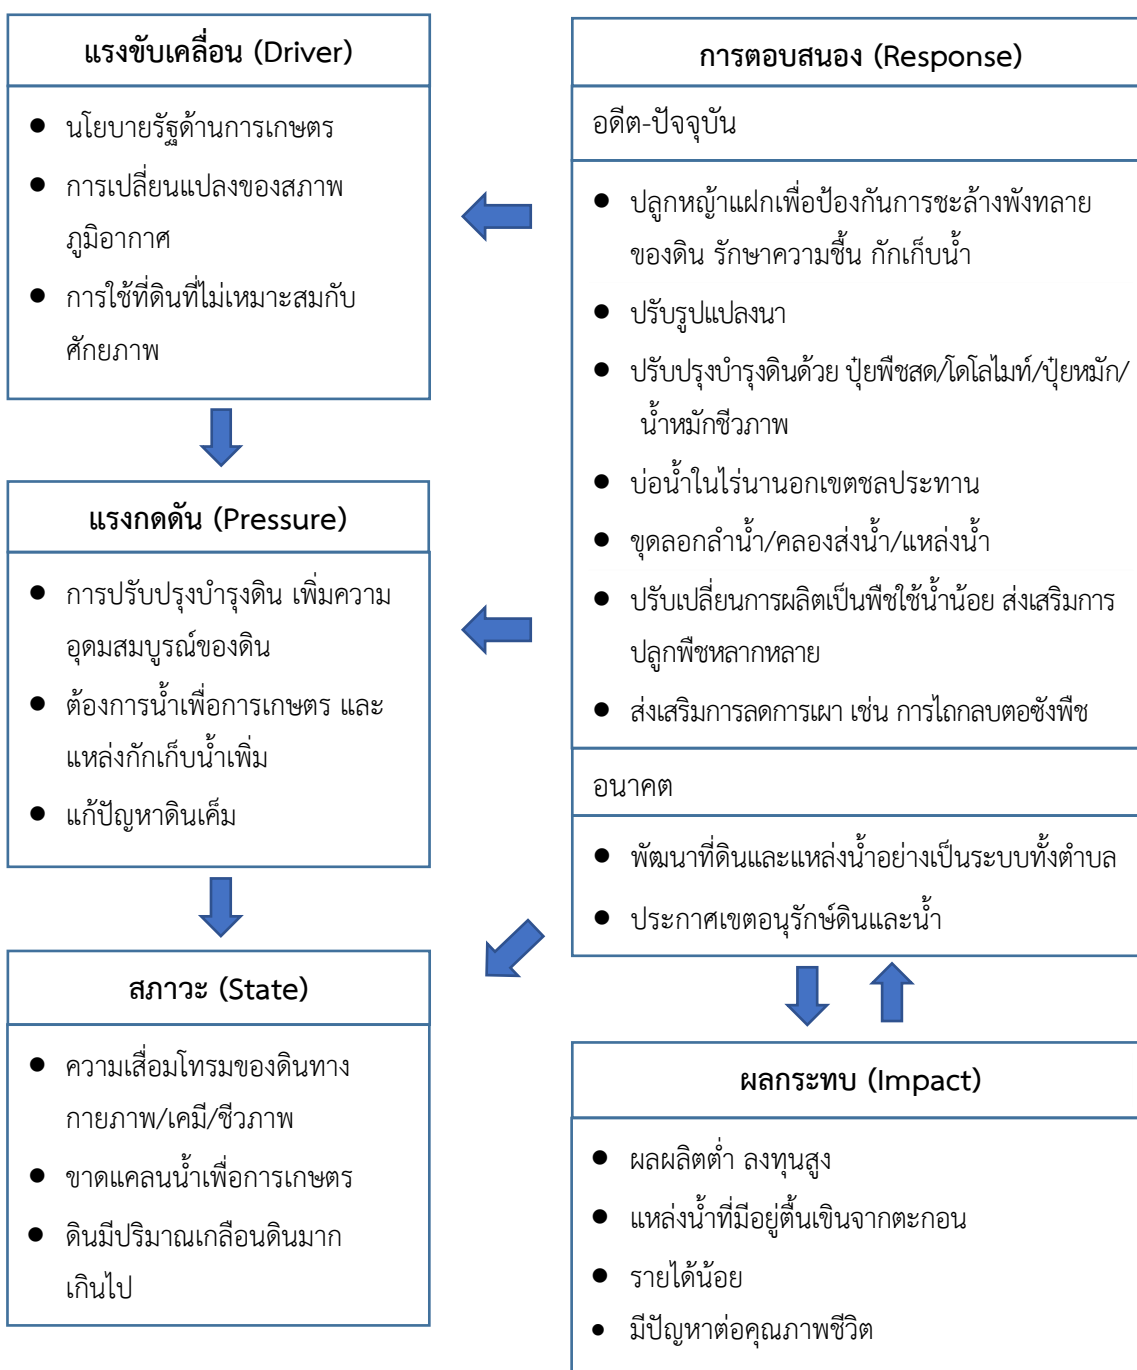 แรงขับเคลื่อน (Driver)
● นโยบายรัฐด้านการเกษตร
● การเปลี่ยนแปลงของสภาพ
ภูมิอากาศ
● การใช้ที่ดินที่ไม่เหมาะสมกับ
ศักยภาพ
แรงกดดัน (Pressure)
● การปรับปรุงบำรุงดิน เพิ่มความ
อุดมสมบูรณ์ของดิน
● ต้องการน้ำเพื่อการเกษตร และ
แหล่งกักเก็บน้ำเพิ่ม
● แก้ปัญหาดินเค็ม
สภาวะ (State)
● ความเสื่อมโทรมของดินทาง
กายภาพ/เคมี/ชีวภาพ
● ขาดแคลนน้ำเพื่อการเกษตร
● ดินมีปริมาณเกลือนดินมาก
เกินไป
การตอบสนอง (Response)
อดีต-ปัจจุบัน
● ปลูกหญ้าแฝกเพื่อป้องกันการชะล้างพังทลาย
ของดิน รักษาความชื้น กักเก็บน้ำ
● ปรับรูปแปลงนา
● ปรับปรุงบำรุงดินด้วย ปุ๋ยพืชสด/โดโลไมท์/ปุ๋ยหมัก/
น้ำหมักชีวภาพ
● บ่อน้ำในไร่นานอกเขตชลประทาน
● ขุดลอกลำน้ำ/คลองส่งน้ำ/แหล่งน้ำ
● ปรับเปลี่ยนการผลิตเป็นพืชใช้น้ำน้อย ส่งเสริมการ
ปลูกพืชหลากหลาย
● ส่งเสริมการลดการเผา เช่น การไถกลบตอซังพืช
อนาคต
● พัฒนาที่ดินและแหล่งน้ำอย่างเป็นระบบทั้งตำบล
● ประกาศเขตอนุรักษ์ดินและน้ำ
ผลกระทบ (Impact)
● ผลผลิตต่ำ ลงทุนสูง
● แหล่งน้ำที่มีอยู่ตื้นเขินจากตะกอน
● รายได้น้อย
● มีปัญหาต่อคุณภาพชีวิต